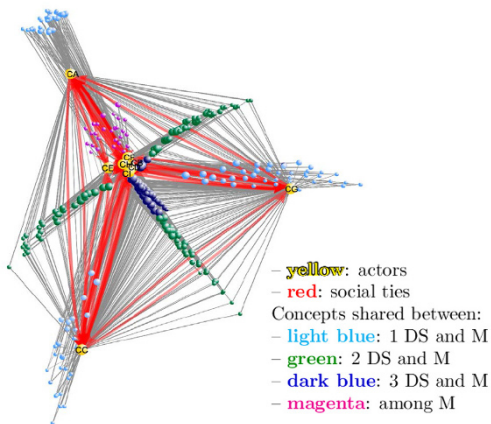 CA
CE
CG
CC
– yellow: actors
– red: social ties
Concepts shared between:
– light blue: 1 DS and M
– green: 2 DS and M
– dark blue: 3 DS and M
– magenta: among M